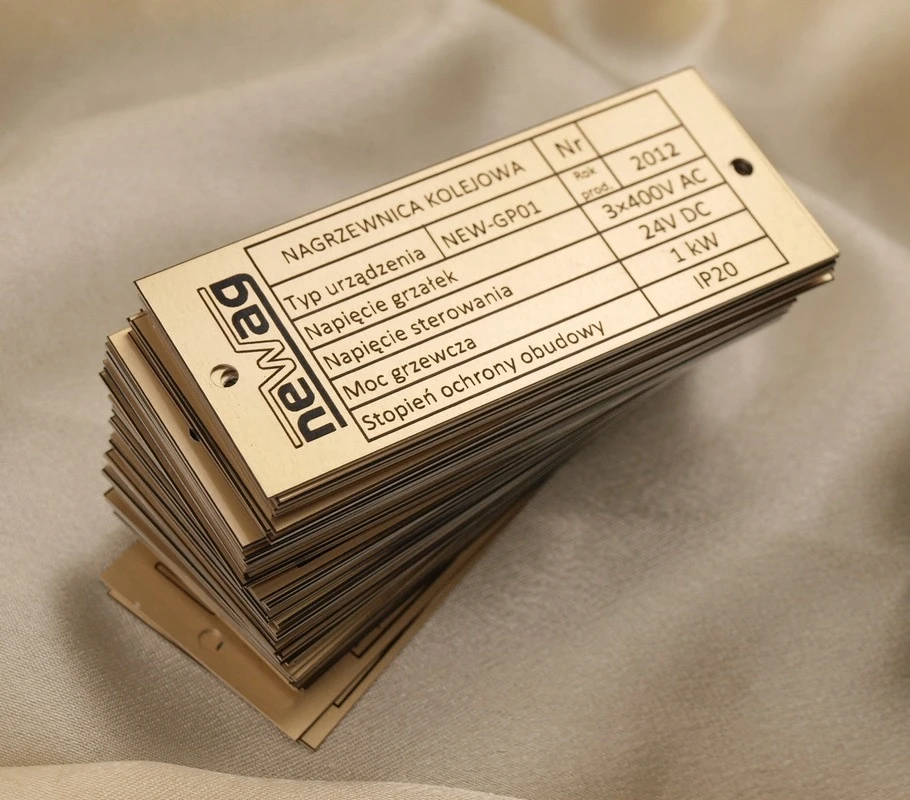 newag
NAGRZEWNICA KOLEJOWA Nr
Typ urządzenia NEW-GP01 Rok prod. 2012
Napięcie grzałek 3x400V AC
Napięcie sterowania 24V DC
Moc grzewcza 1 kW
Stopień ochrony obudowy IP20